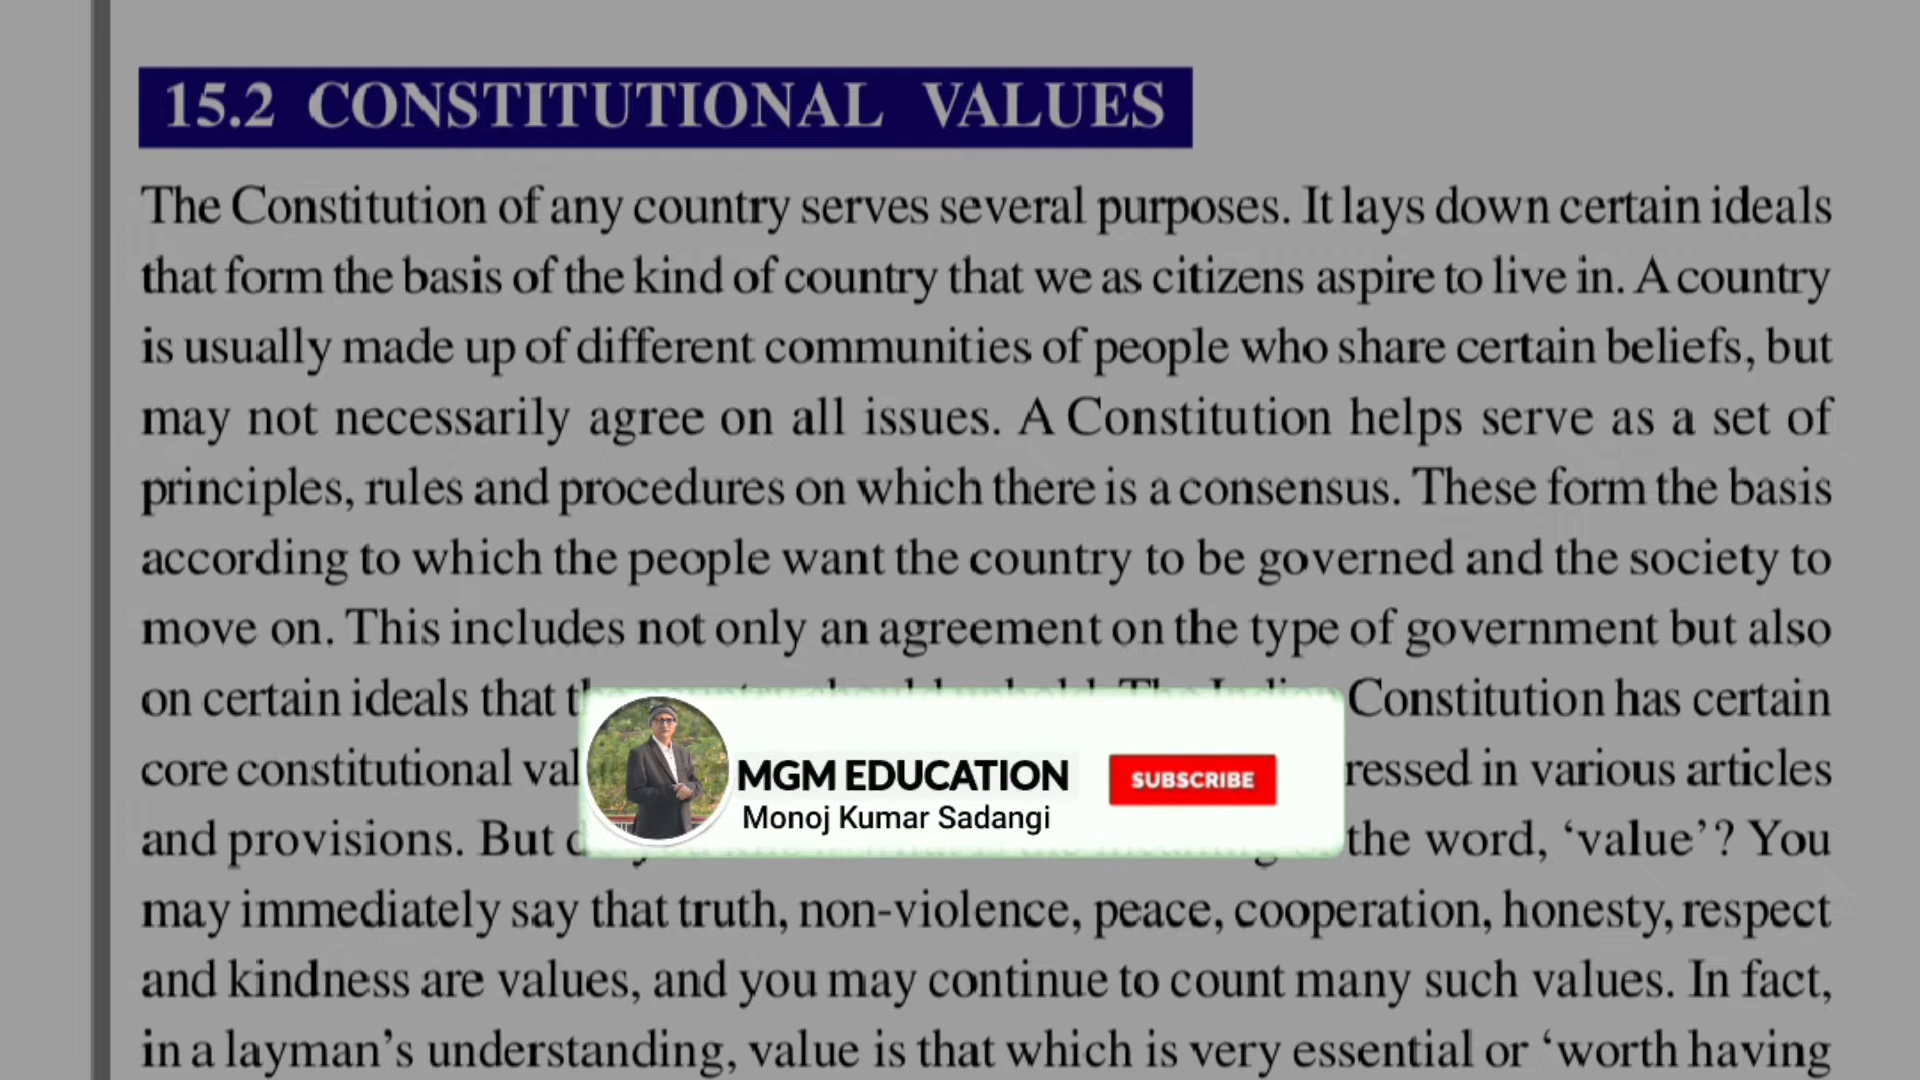 15.2 CONSTITUTIONAL VALUES
The Constitution of any country serves several purposes. It lays down certain ideals
that form the basis of the kind of country that we as citizens aspire to live in. A country
is usually made up of different communities of people who share certain beliefs, but
may not necessarily agree on all issues. A Constitution helps serve as a set of
principles, rules and procedures on which there is a consensus. These form the basis
according to which the people want the country to be governed and the society to
move on. This includes not only an agreement on the type of government but also
on certain ideals that Constitution has certain
core constitutional in various articles
and provisions. But the word, ‘value’? You
MGM EDUCATION
SUBSCRIBE
Monoj Kumar Sadangi
may immediately say that truth, non-violence, peace, cooperation, honesty, respect
and kindness are values, and you may continue to count many such values. In fact,
in a layman’s understanding, value is that which is very essential or ‘worth having